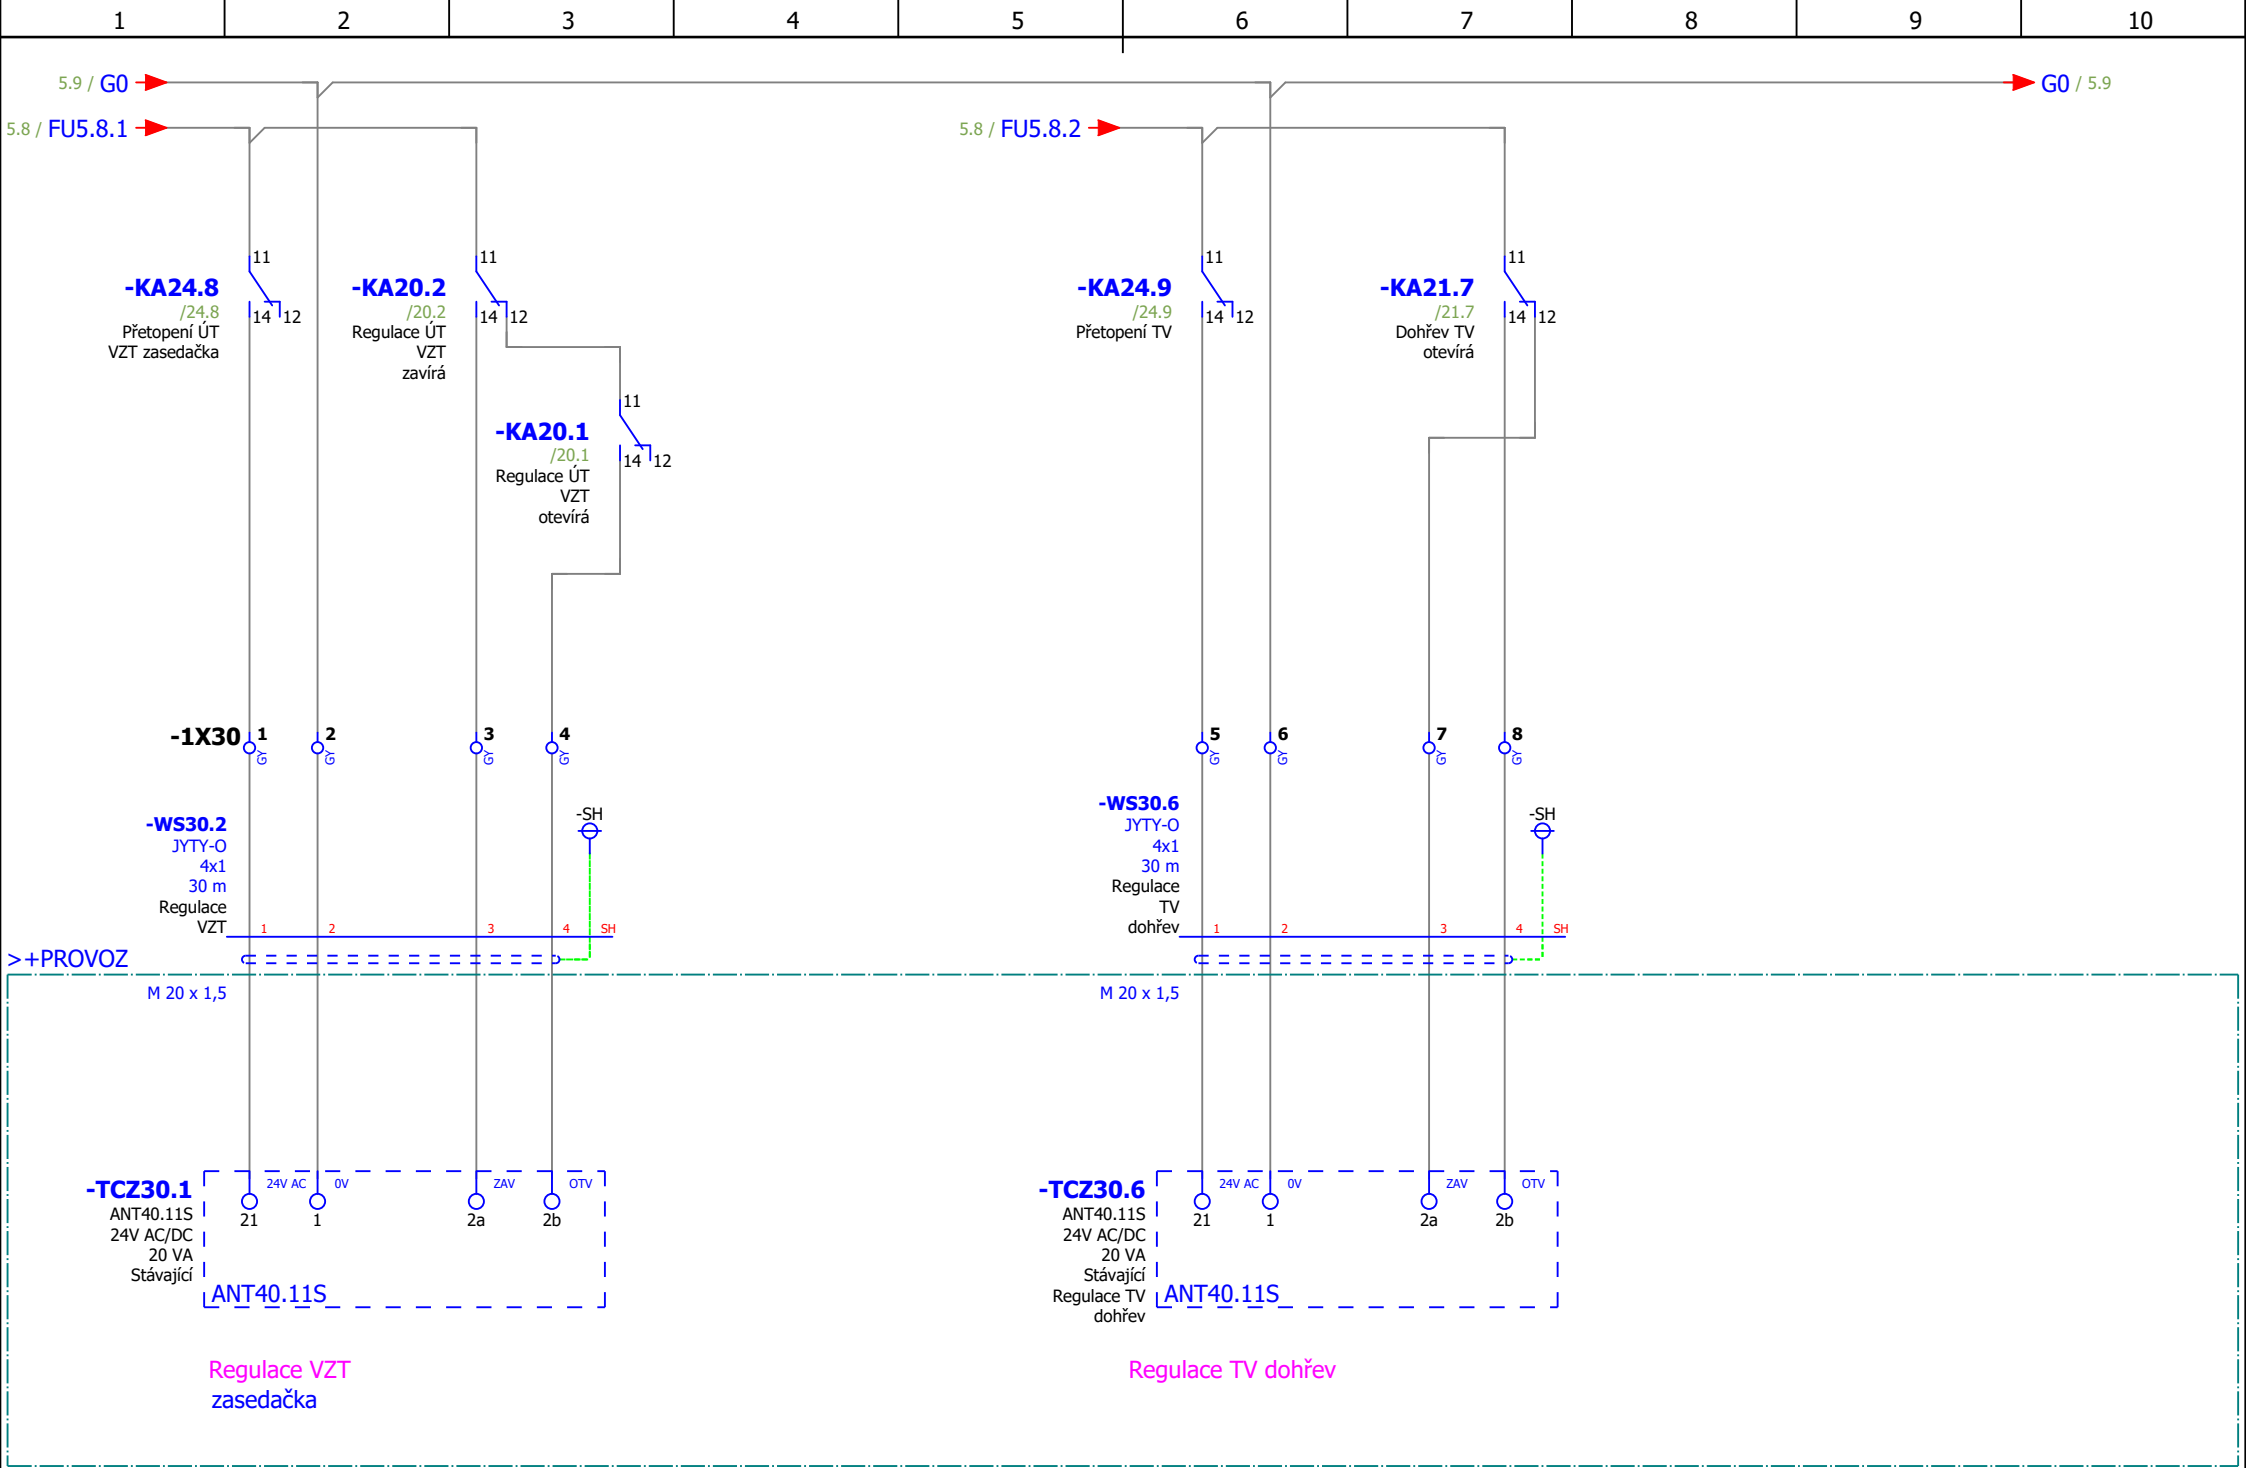 1 2 3 4 5 6 7 8 9 10
5.9 / G0
G0 / 5.9
5.8 / FU5.8.1
5.8 / FU5.8.2
-KA24.8
/24.8
Přetopení ÚT
VZT zasedačka
11
14 12
-KA20.2
/20.2
Regulace ÚT
VZT
zavírá
11
14 12
-KA20.1
/20.1
Regulace ÚT
VZT
otevírá
11
14 12
-KA24.9
/24.9
Přetopení TV
11
14 12
-KA21.7
/21.7
Dohřev TV
otevírá
11
14 12
-1X30
1 2 3 4 5 6 7 8
GY GY GY GY GY GY GY GY
-WS30.2
JYTY-O
4x1
30 m
Regulace
VZT
1 2 3 4 SH
-SH
-WS30.6
JYTY-O
4x1
30 m
Regulace
TV
dohřev
1 2 3 4 SH
-SH
>+PROVOZ
M 20 x 1,5
M 20 x 1,5
-TCZ30.1
ANT40.11S
24V AC/DC
20 VA
Stávající
24V AC 0V ZAV OTV
21 1 2a 2b
ANT40.11S
-TCZ30.6
ANT40.11S
24V AC/DC
20 VA
Stávající
Regulace TV
dohřev
24V AC 0V ZAV OTV
21 1 2a 2b
ANT40.11S
Regulace VZT
zasedačka
Regulace TV dohřev